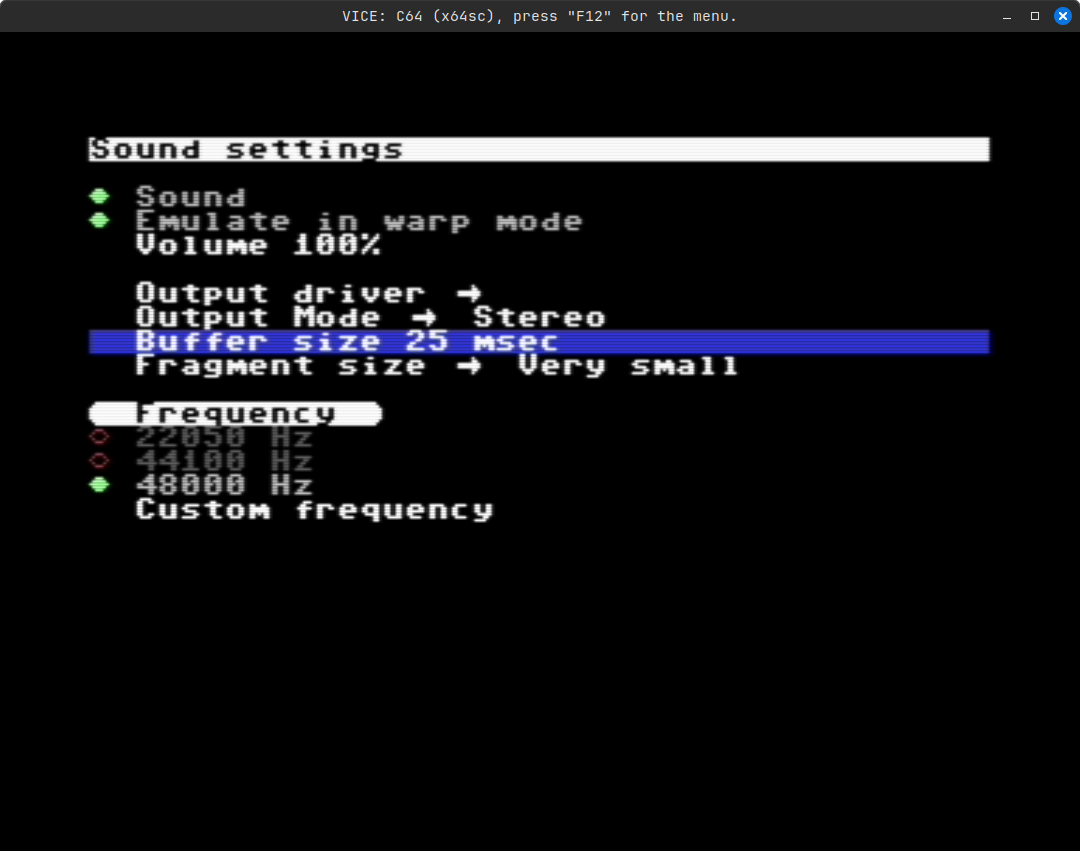 VICE: C64 (x64sc), press "F12" for the menu.
Sound settings
Sound
Emulate in warp mode
Volume 100%
Output driver →
Output Mode → Stereo
Buffer size 25 msec
Fragment size → Very small
Frequency
22050 Hz
44100 Hz
48000 Hz
Custom frequency